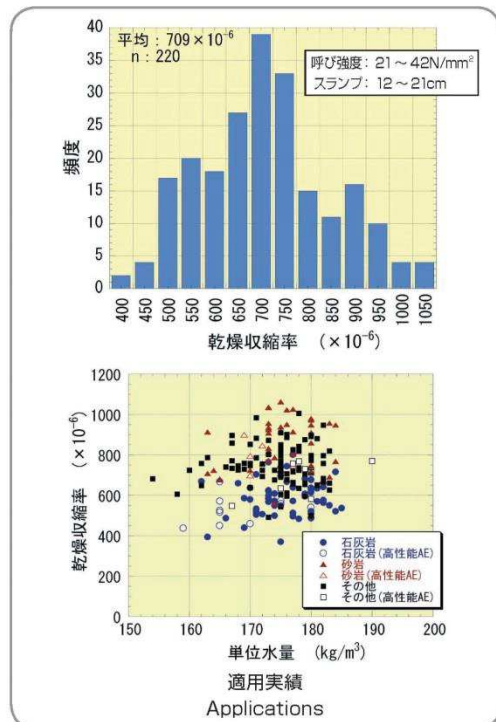 平均：709×10⁻⁶
n：220
呼び強度：21～42N/mm²
スランプ：12～21cm
頻度
40
35
30
25
20
15
10
5
0
400 450 500 550 600 650 700 750 800 850 900 950 1000 1050
乾燥収縮率 （×10⁻⁶）
乾燥収縮率 （×10⁻⁶）
1200
1000
800
600
400
200
0
石灰岩
石灰岩（高性能AE）
砂岩
砂岩（高性能AE）
その他
その他（高性能AE）
150 160 170 180 190 200
単位水量 （kg/m³）
適用実績
Applications